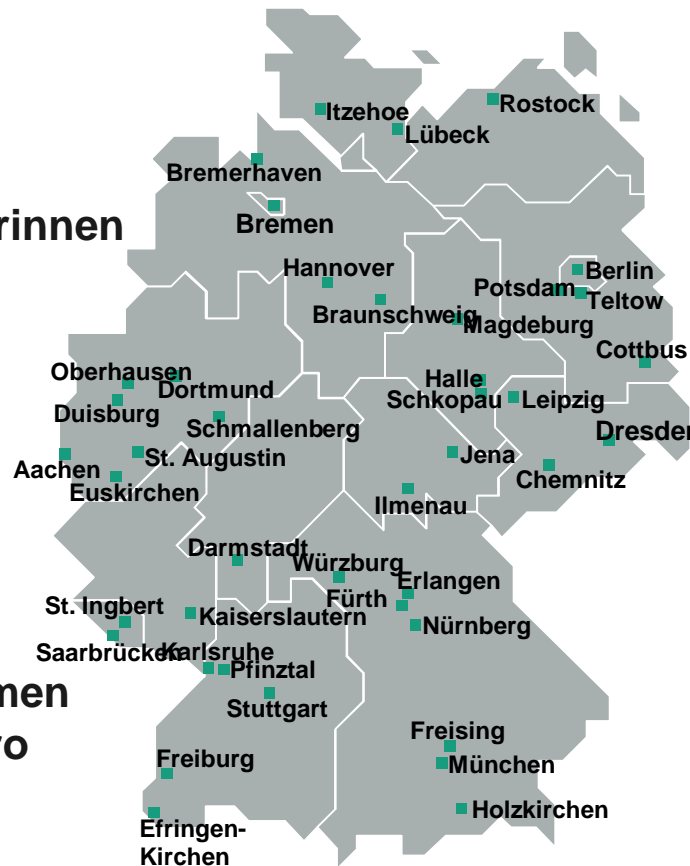 Itzehoe
Rostock
Lübeck
Bremerhaven
rinnen
Bremen
Hannover
Berlin
Potsdam
Teltow
Braunschweig
Magdeburg
Cottbus
Oberhausen
Dortmund
Halle
Duisburg
Schkopau
Leipzig
Schmallenberg
Dresden
Aachen
St. Augustin
Jena
Chemnitz
Euskirchen
Ilmenau
Darmstadt
Würzburg
Erlangen
St. Ingbert
Fürth
Kaiserslautern
Nürnberg
Saarbrücken
Karlsruhe
Pfinztal
men
Stuttgart
Freising
ro
Freiburg
München
Holzkirchen
Efringen-
Kirchen